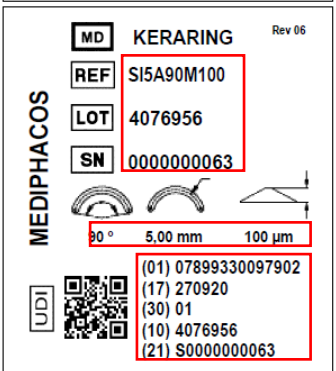 MD KERARING Rev 06
REF SI5A90M100
LOT 4076956
SN 0000000063
MEDIPHACOS
90 ° 5,00 mm 100 µm
UDI
(01) 07899330097902
(17) 270920
(30) 01
(10) 4076956
(21) S0000000063